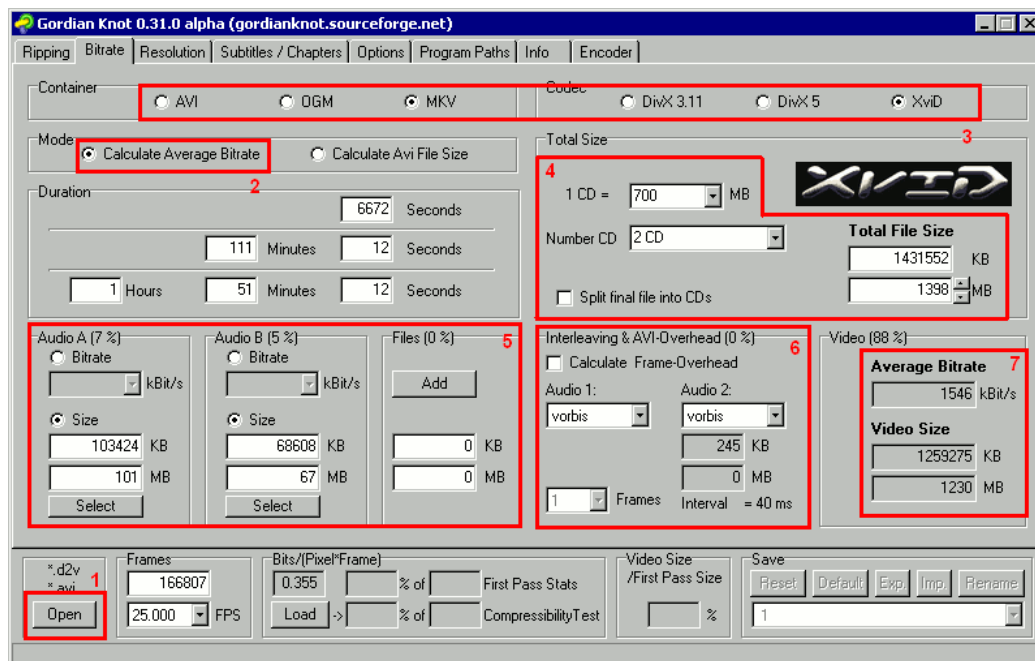 Gordian Knot 0.31.0 alpha (gordianknot.sourceforge.net)
Ripping Bitrate Resolution Subtitles / Chapters Options Program Paths Info Encoder
Container Codec
AVI OGM MKV DivX 3.11 DivX 5 XviD
3
Mode Total Size
Calculate Average Bitrate Calculate Avi File Size
2
4
XVID
1 CD = 700 MB
Duration
6672 Seconds
111 Minutes 12 Seconds
Number CD 2 CD
Total File Size
1431552 KB
1 Hours 51 Minutes 12 Seconds
Split final file into CDs
1398 MB
Audio A (7 %) Audio B (5 %) Files (0 %) 5
Bitrate Bitrate
kBit/s kBit/s Add
Size Size
103424 KB 68608 KB 0 KB
101 MB 67 MB 0 MB
Select Select
Interleaving & AVI-Overhead (0 %) 6
Calculate Frame-Overhead
Audio 1: Audio 2:
vorbis vorbis
245 KB
0 MB
1 Frames Interval = 40 ms
Video (88 %)
Average Bitrate 7
1546 kBit/s
Video Size
1259275 KB
1230 MB
*.d2v
*.avi 1
Open
Frames
166807
25.000 FPS
Bits/(Pixel*Frame)
0.355 % of First Pass Stats
Load -> % of CompressibilityTest
Video Size
/First Pass Size
%
Save
Reset Default Exp. Imp. Rename
1